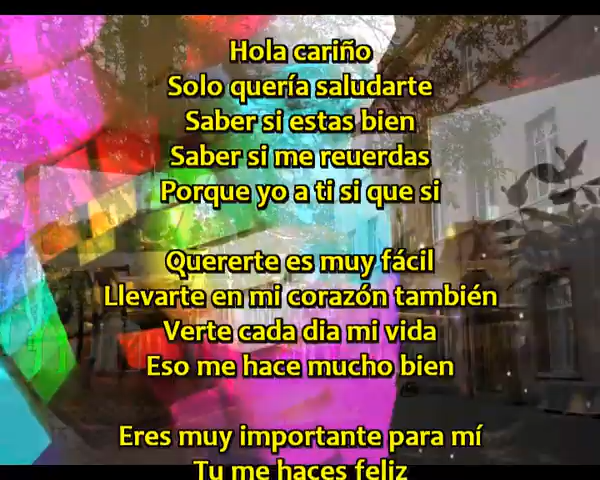 Hola cariño
Solo quería saludarte
Saber si estas bien
Saber si me reuerdas
Porque yo a ti si que si
Quererte es muy fácil
Llevarte en mi corazón también
Verte cada dia mi vida
Eso me hace mucho bien
Eres muy importante para mí
Tu me haces feliz